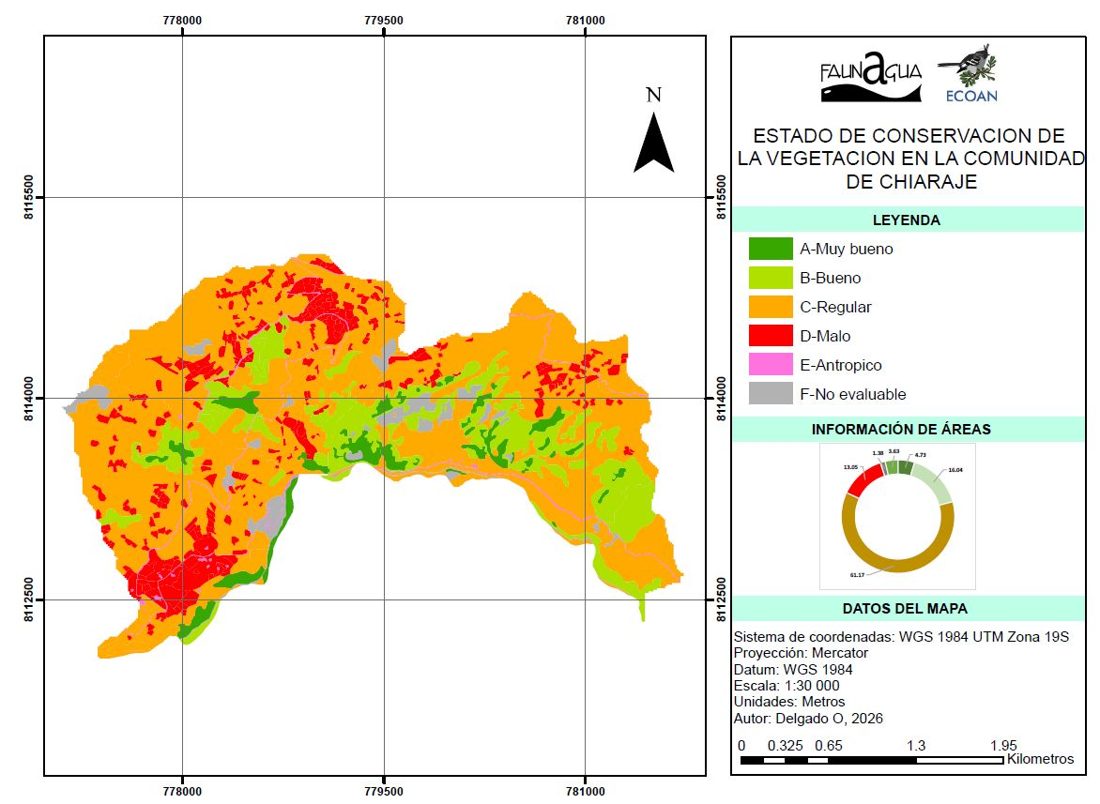 778000
779500
781000
8115500
8115500
N
8114000
8114000
8112500
8112500
778000
779500
781000
FAUNAGUA
ECOAN
ESTADO DE CONSERVACION DE
LA VEGETACION EN LA COMUNIDAD
DE CHIARAJE
LEYENDA
A-Muy bueno
B-Bueno
C-Regular
D-Malo
E-Antropico
F-No evaluable
INFORMACIÓN DE ÁREAS
1.38
3.63
4.73
13.05
16.04
61.17
DATOS DEL MAPA
Sistema de coordenadas: WGS 1984 UTM Zona 19S
Proyección: Mercator
Datum: WGS 1984
Escala: 1:30 000
Unidades: Metros
Autor: Delgado O, 2026
0 0.325 0.65 1.3 1.95
Kilometros